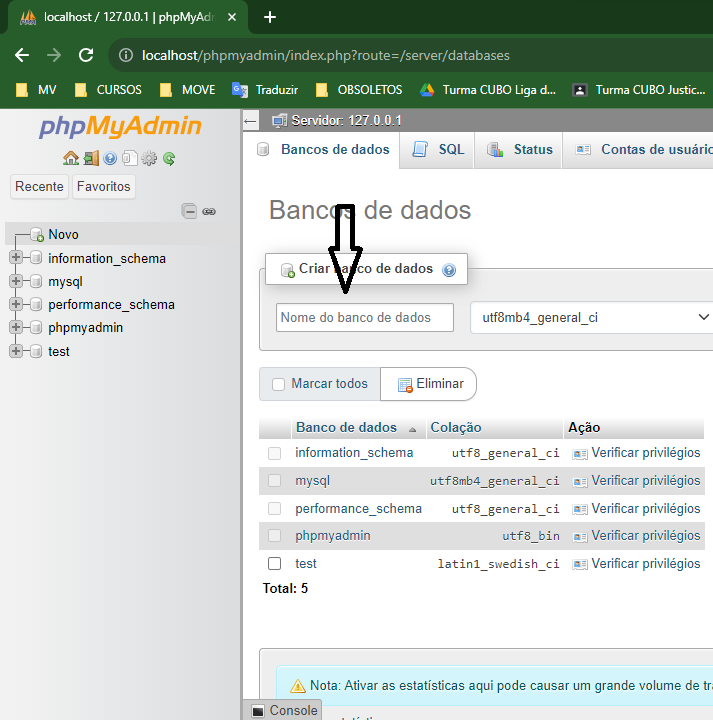 localhost / 127.0.0.1 | phpMyAd
localhost/phpmyadmin/index.php?route=/server/databases
MV CURSOS MOVE Traduzir OBSOLETOS Turma CUBO Liga d... Turma CUBO Justic...
phpMyAdmin
Recente Favoritos
Novo
information_schema
mysql
performance_schema
phpmyadmin
test
Servidor: 127.0.0.1
Bancos de dados SQL Status Contas de usuário
Bancos de dados
Criar banco de dados
Nome do banco de dados utf8mb4_general_ci
Marcar todos Eliminar
Banco de dados Colação Ação
information_schema utf8_general_ci Verificar privilégios
mysql utf8mb4_general_ci Verificar privilégios
performance_schema utf8_general_ci Verificar privilégios
phpmyadmin utf8_bin Verificar privilégios
test latin1_swedish_ci Verificar privilégios
Total: 5
Nota: Ativar as estatísticas aqui pode causar um grande volume de tr
Console